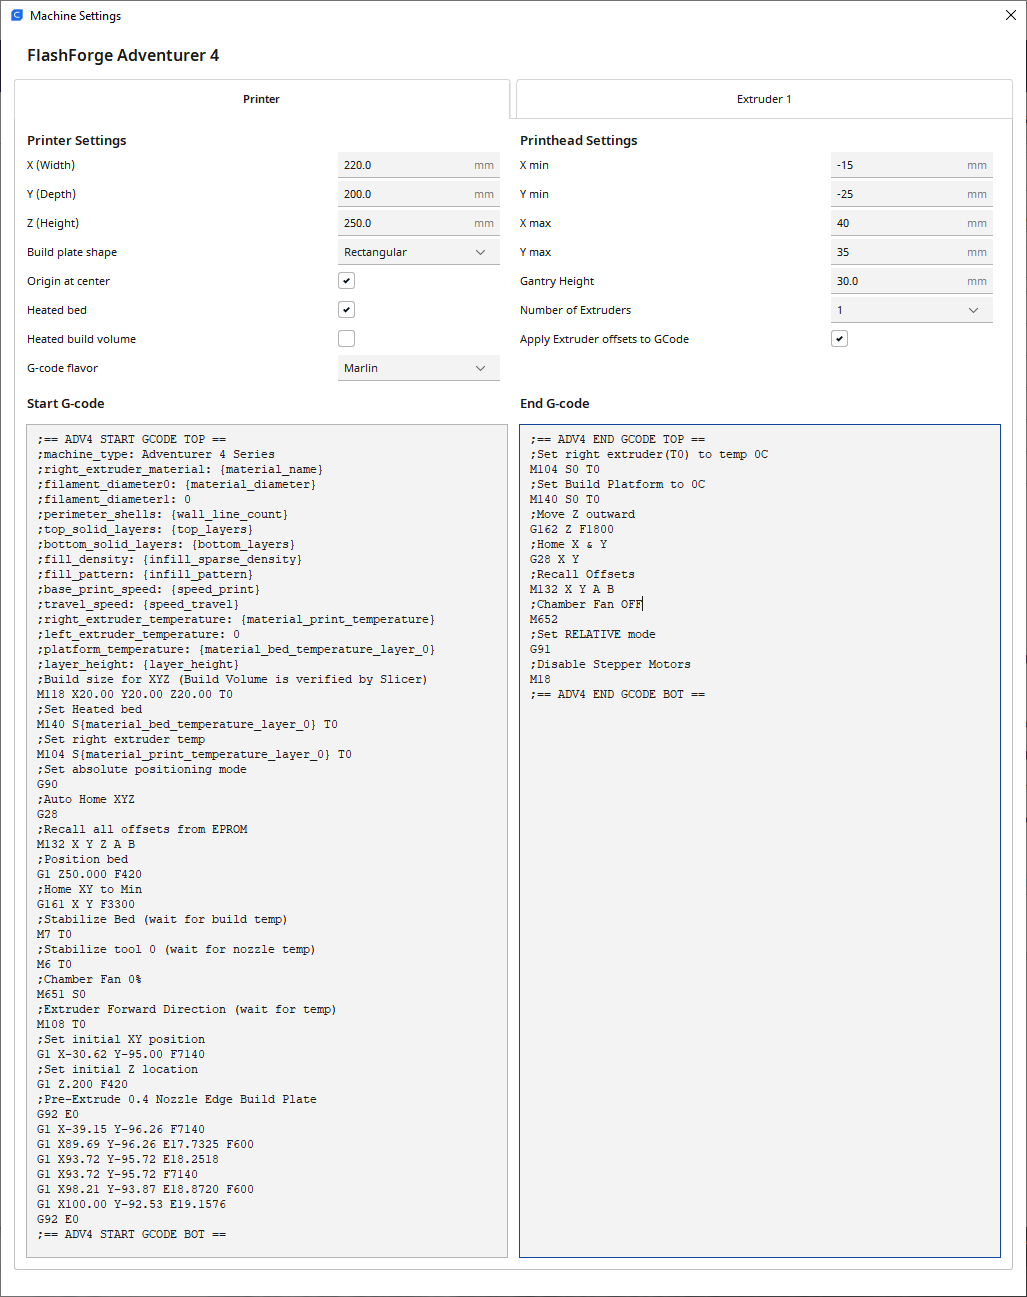 Machine Settings
FlashForge Adventurer 4
Printer
Extruder 1
Printer Settings
X (Width) 220.0 mm
Y (Depth) 200.0 mm
Z (Height) 250.0 mm
Build plate shape Rectangular
Origin at center
Heated bed
Heated build volume
G-code flavor Marlin
Printhead Settings
X min -15 mm
Y min -25 mm
X max 40 mm
Y max 35 mm
Gantry Height 30.0 mm
Number of Extruders 1
Apply Extruder offsets to GCode
Start G-code
;== ADV4 START GCODE TOP ==
;machine_type: Adventurer 4 Series
;right_extruder_material: {material_name}
;filament_diameter0: {material_diameter}
;filament_diameter1: 0
;perimeter_shells: {wall_line_count}
;top_solid_layers: {top_layers}
;bottom_solid_layers: {bottom_layers}
;fill_density: {infill_sparse_density}
;fill_pattern: {infill_pattern}
;base_print_speed: {speed_print}
;travel_speed: {speed_travel}
;right_extruder_temperature: {material_print_temperature}
;left_extruder_temperature: 0
;platform_temperature: {material_bed_temperature_layer_0}
;layer_height: {layer_height}
;Build size for XYZ (Build Volume is verified by Slicer)
M118 X20.00 Y20.00 Z20.00 T0
;Set Heated bed
M140 S{material_bed_temperature_layer_0} T0
;Set right extruder temp
M104 S{material_print_temperature_layer_0} T0
;Set absolute positioning mode
G90
;Auto Home XYZ
G28
;Recall all offsets from EPROM
M132 X Y Z A B
;Position bed
G1 Z50.000 F420
;Home XY to Min
G161 X Y F3300
;Stabilize Bed (wait for build temp)
M7 T0
;Stabilize tool 0 (wait for nozzle temp)
M6 T0
;Chamber Fan 0%
M651 S0
;Extruder Forward Direction (wait for temp)
M108 T0
;Set initial XY position
G1 X-30.62 Y-95.00 F7140
;Set initial Z location
G1 Z.200 F420
;Pre-Extrude 0.4 Nozzle Edge Build Plate
G92 E0
G1 X-39.15 Y-96.26 F7140
G1 X89.69 Y-96.26 E17.7325 F600
G1 X93.72 Y-95.72 E18.2518
G1 X93.72 Y-95.72 F7140
G1 X98.21 Y-93.87 E18.8720 F600
G1 X100.00 Y-92.53 E19.1576
G92 E0
;== ADV4 START GCODE BOT ==
End G-code
;== ADV4 END GCODE TOP ==
;Set right extruder(T0) to temp 0C
M104 S0 T0
;Set Build Platform to 0C
M140 S0 T0
;Move Z outward
G162 Z F1800
;Home X & Y
G28 X Y
;Recall Offsets
M132 X Y A B
;Chamber Fan OFF
M652
;Set RELATIVE mode
G91
;Disable Stepper Motors
M18
;== ADV4 END GCODE BOT ==